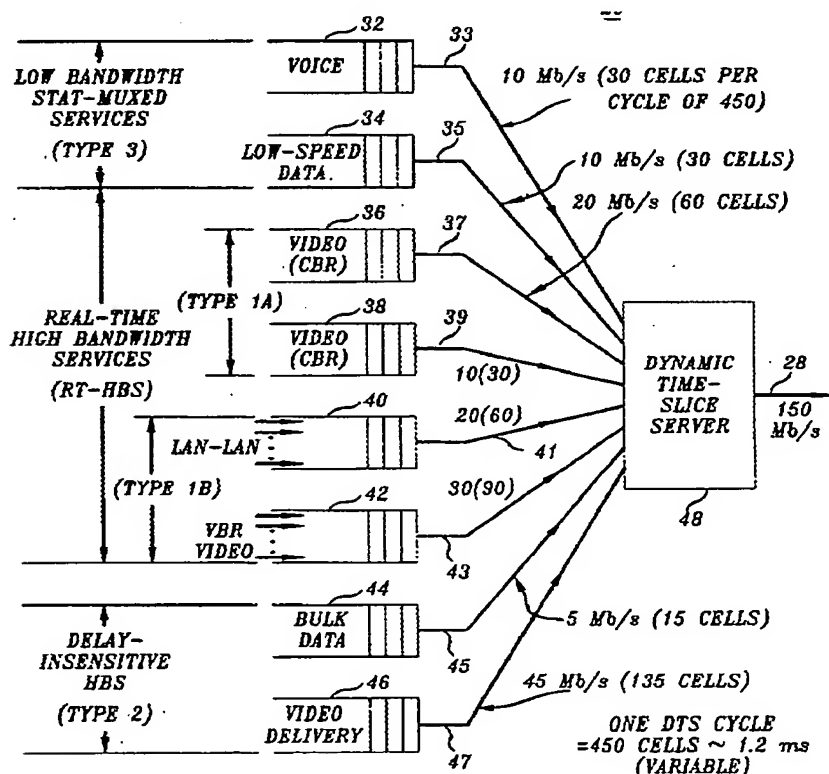 32
33
VOICE
LOW BANDWIDTH
STAT-MUXED
SERVICES
(TYPE 3)
10 Mb/s (30 CELLS PER
CYCLE OF 450)
34
35
LOW-SPEED
DATA.
10 Mb/s (30 CELLS)
20 Mb/s (60 CELLS)
36
37
VIDEO
(CBR)
(TYPE 1A)
REAL-TIME
HIGH BANDWIDTH
SERVICES
(RT-HBS)
38
39
VIDEO
(CBR)
10(30)
DYNAMIC
TIME-
SLICE
SERVER
28
150
Mb/s
48
40
20(60)
LAN-LAN
41
(TYPE 1B)
42
30(90)
VBR
VIDEO
43
44
BULK
DATA
45
5 Mb/s (15 CELLS)
DELAY-
INSENSITIVE
HBS
(TYPE 2)
46
45 Mb/s (135 CELLS)
VIDEO
DELIVERY
47
ONE DTS CYCLE
=450 CELLS ~ 1.2 ms
(VARIABLE)